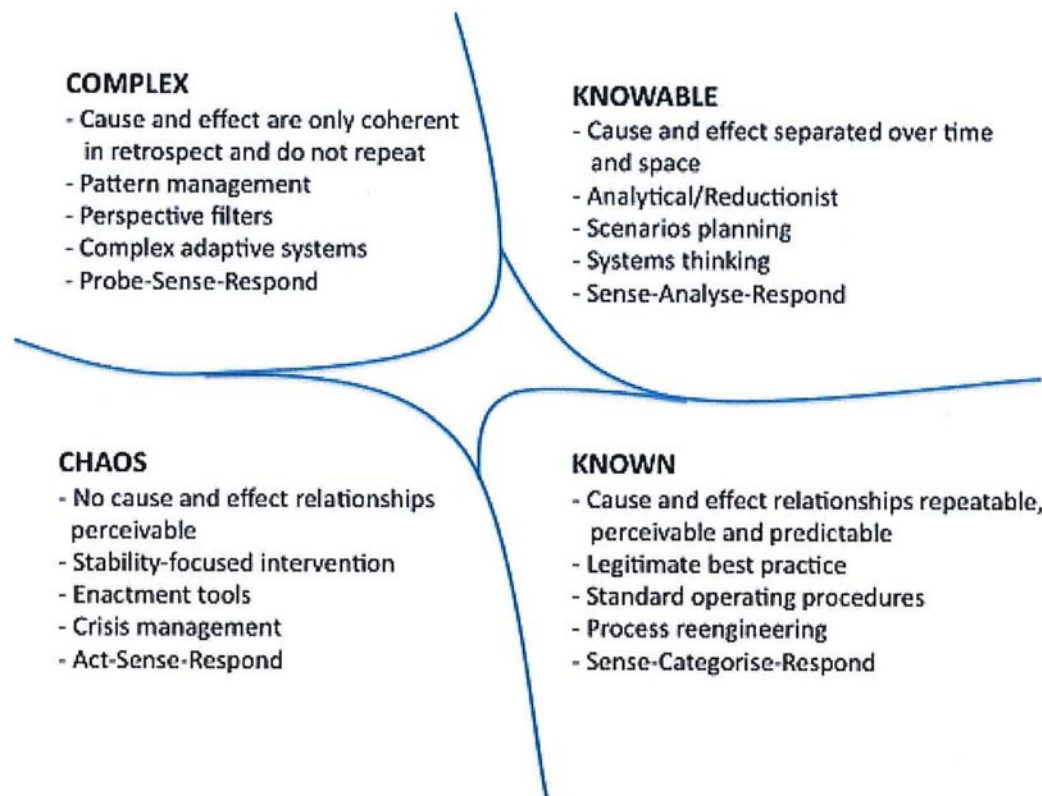 COMPLEX
- Cause and effect are only coherent
in retrospect and do not repeat
- Pattern management
- Perspective filters
- Complex adaptive systems
- Probe-Sense-Respond
KNOWABLE
- Cause and effect separated over time
and space
- Analytical/Reductionist
- Scenarios planning
- Systems thinking
- Sense-Analyse-Respond
CHAOS
- No cause and effect relationships
perceivable
- Stability-focused intervention
- Enactment tools
- Crisis management
- Act-Sense-Respond
KNOWN
- Cause and effect relationships repeatable,
perceivable and predictable
- Legitimate best practice
- Standard operating procedures
- Process reengineering
- Sense-Categorise-Respond